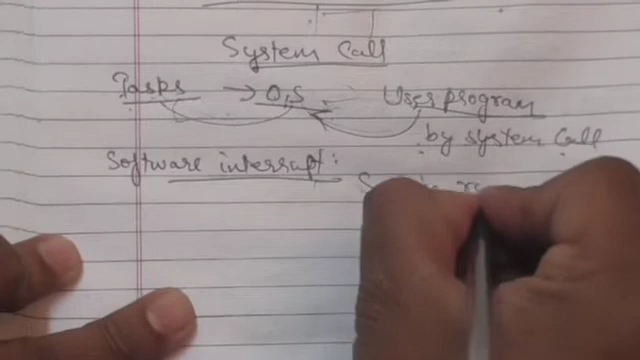 System Call
Tasks → O.S User program
by system Call
Software interrupt: